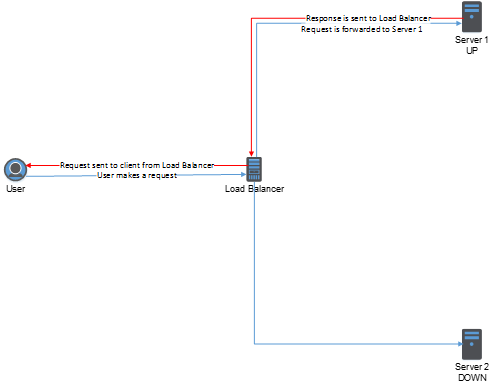 Response is sent to Load Balancer
Request is forwarded to Server 1
Server 1
UP
Request sent to client from Load Balancer
User makes a request
User
Load Balancer
Server 2
DOWN